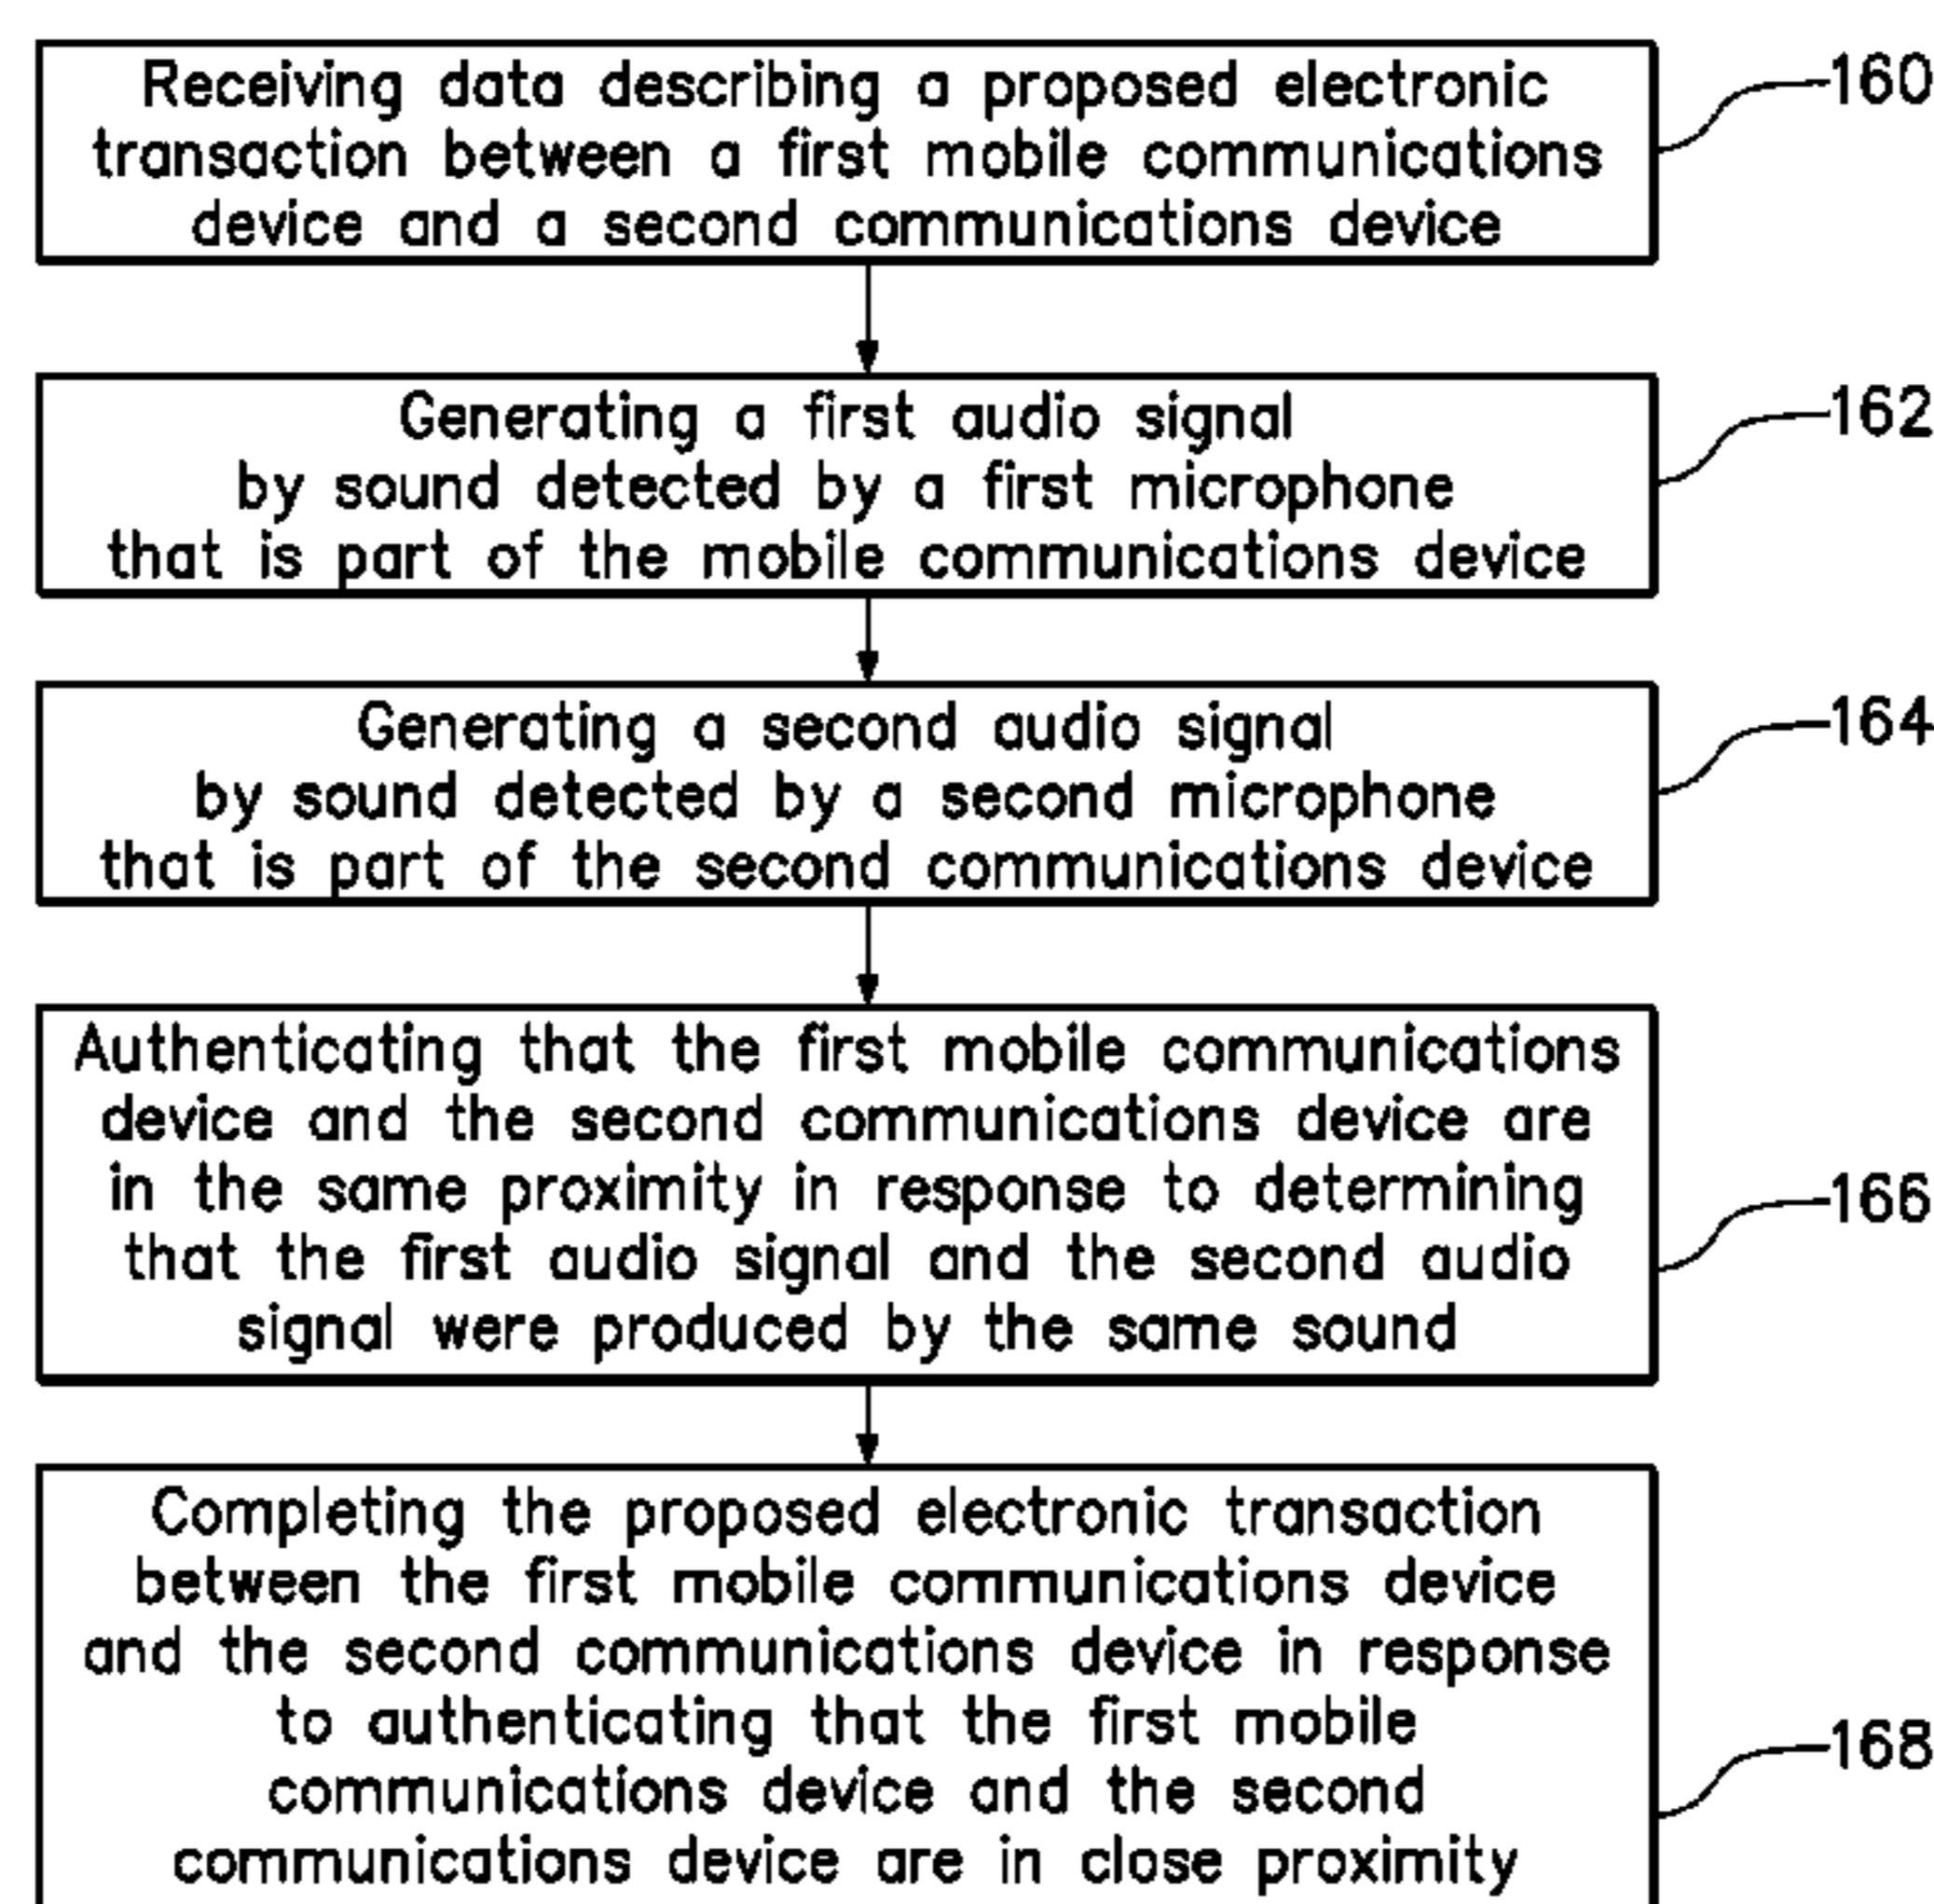 Receiving data describing a proposed electronic
transaction between a first mobile communications
device and a second communications device
160
Generating a first audio signal
by sound detected by a first microphone
that is part of the mobile communications device
162
Generating a second audio signal
by sound detected by a second microphone
that is part of the second communications device
164
Authenticating that the first mobile communications
device and the second communications device are
in the same proximity in response to determining
that the first audio signal and the second audio
signal were produced by the same sound
166
Completing the proposed electronic transaction
between the first mobile communications device
and the second communications device in response
to authenticating that the first mobile
communications device and the second
communications device are in close proximity
168